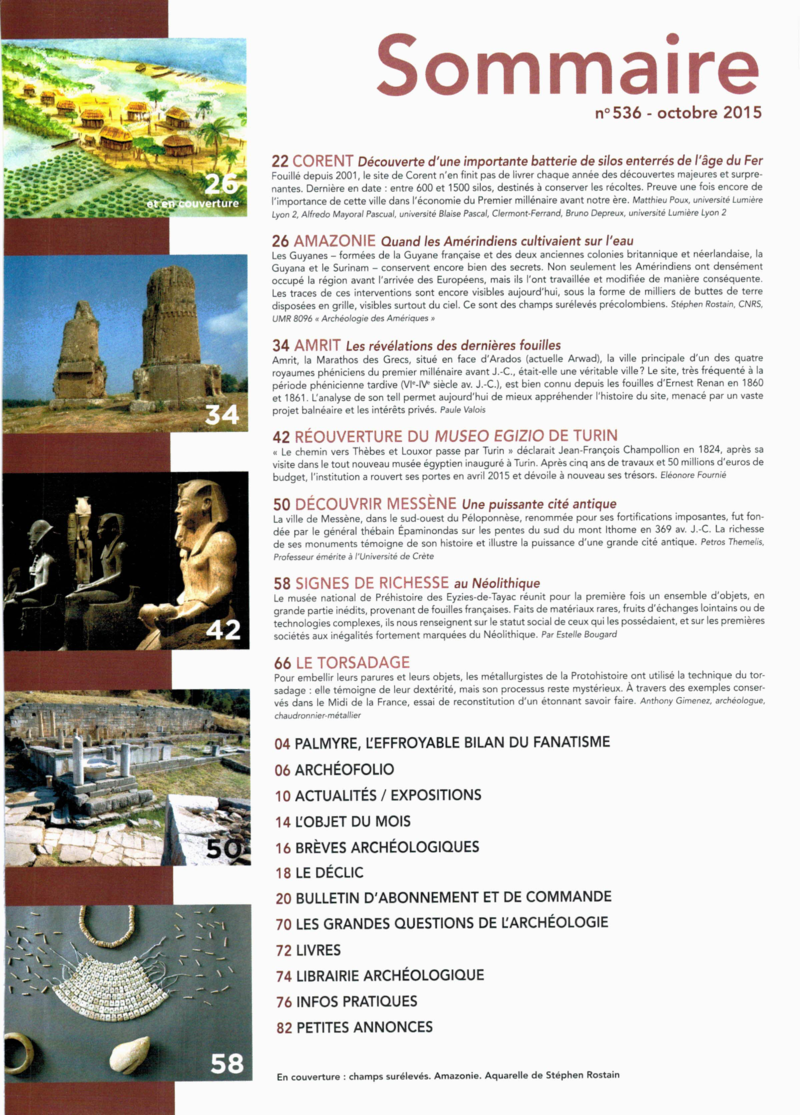 Sommaire
n°536 - octobre 2015
22 CORENT Découverte d'une importante batterie de silos enterrés de l'âge du Fer
Fouillé depuis 2001, le site de Corent n'en finit pas de livrer chaque année des découvertes majeures et surpre-
nantes. Dernière en date : entre 600 et 1500 silos, destinés à conserver les récoltes. Preuve une fois encore de
l'importance de cette ville dans l'économie du Premier millénaire avant notre ère. Matthieu Poux, université Lumière
Lyon 2, Alfredo Mayoral Pascual, université Blaise Pascal, Clermont-Ferrand, Bruno Depreux, université Lumière Lyon 2
26 AMAZONIE Quand les Amérindiens cultivaient sur l'eau
Les Guyanes – formées de la Guyane française et des deux anciennes colonies britannique et néerlandaise, la
Guyana et le Surinam – conservent encore bien des secrets. Non seulement les Amérindiens ont densément
occupé la région avant l'arrivée des Européens, mais ils l'ont travaillée et modifiée de manière conséquente.
Les traces de ces interventions sont encore visibles aujourd'hui, sous la forme de milliers de buttes de terre
disposées en grille, visibles surtout du ciel. Ce sont des champs surélevés précolombiens. Stéphen Rostain, CNRS,
UMR 8096 « Archéologie des Amériques »
34 AMRIT Les révélations des dernières fouilles
Amrit, la Marathos des Grecs, situé en face d'Arados (actuelle Arwad), la ville principale d'un des quatre
royaumes phéniciens du premier millénaire avant J.-C., était-elle une véritable ville? Le site, très fréquenté à la
période phénicienne tardive (VIe-IVe siècle av. J.-C.), est bien connu depuis les fouilles d'Ernest Renan en 1860
et 1861. L'analyse de son tell permet aujourd'hui de mieux appréhender l'histoire du site, menacé par un vaste
projet balnéaire et les intérêts privés. Paule Valois
42 RÉOUVERTURE DU MUSEO EGIZIO DE TURIN
« Le chemin vers Thèbes et Louxor passe par Turin » déclarait Jean-François Champollion en 1824, après sa
visite dans le tout nouveau musée égyptien inauguré à Turin. Après cinq ans de travaux et 50 millions d'euros de
budget, l'institution a rouvert ses portes en avril 2015 et dévoile à nouveau ses trésors. Eléonore Fournié
50 DÉCOUVRIR MESSÈNE Une puissante cité antique
La ville de Messène, dans le sud-ouest du Péloponnèse, renommée pour ses fortifications imposantes, fut fon-
dée par le général thébain Épaminondas sur les pentes du sud du mont Ithome en 369 av. J.-C. La richesse
de ses monuments témoigne de son histoire et illustre la puissance d'une grande cité antique. Petros Themelis,
Professeur émérite à l'Université de Crète
58 SIGNES DE RICHESSE au Néolithique
Le musée national de Préhistoire des Eyzies-de-Tayac réunit pour la première fois un ensemble d'objets, en
grande partie inédits, provenant de fouilles françaises. Faits de matériaux rares, fruits d'échanges lointains ou de
technologies complexes, ils nous renseignent sur le statut social de ceux qui les possédaient, et sur les premières
sociétés aux inégalités fortement marquées du Néolithique. Par Estelle Bougard
66 LE TORSADAGE
Pour embellir leurs parures et leurs objets, les métallurgistes de la Protohistoire ont utilisé la technique du tor-
sadage : elle témoigne de leur dextérité, mais son processus reste mystérieux. À travers des exemples conser-
vés dans le Midi de la France, essai de reconstitution d'un étonnant savoir faire. Anthony Gimenez, archéologue,
chaudronnier-métallier
04 PALMYRE, L'EFFROYABLE BILAN DU FANATISME
06 ARCHÉOFOLIO
10 ACTUALITÉS / EXPOSITIONS
14 L'OBJET DU MOIS
16 BRÈVES ARCHÉOLOGIQUES
18 LE DÉCLIC
20 BULLETIN D'ABONNEMENT ET DE COMMANDE
70 LES GRANDES QUESTIONS DE L'ARCHÉOLOGIE
72 LIVRES
74 LIBRAIRIE ARCHÉOLOGIQUE
76 INFOS PRATIQUES
82 PETITES ANNONCES
En couverture : champs surélevés. Amazonie. Aquarelle de Stéphen Rostain
26
et en couverture
34
42
50
58